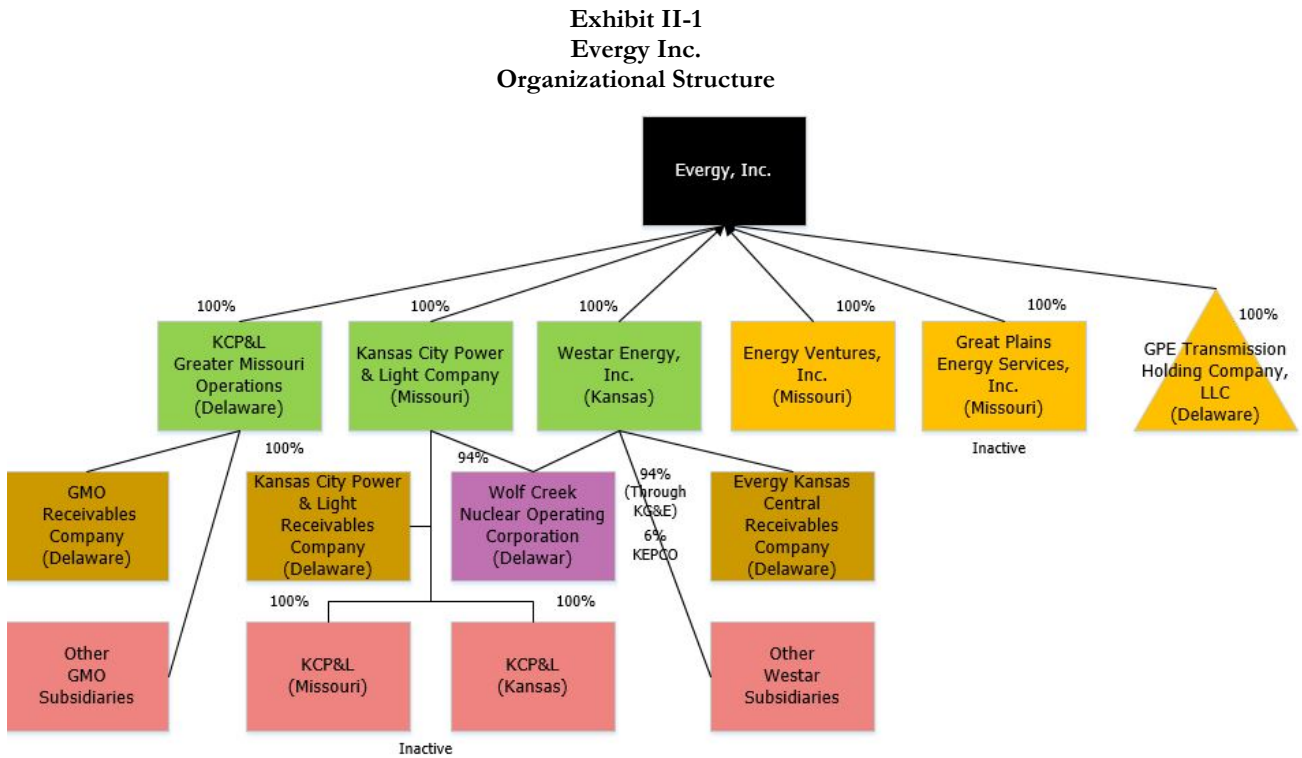 Exhibit II-1
Evergy Inc.
Organizational Structure
Evergy, Inc.
100%
100%
100%
100%
100%
100%
KCP&L
Greater Missouri
Operations
(Delaware)
Kansas City Power
& Light Company
(Missouri)
Westar Energy,
Inc.
(Kansas)
Energy Ventures,
Inc.
(Missouri)
Great Plains
Energy Services,
Inc.
(Missouri)
GPE Transmission
Holding Company,
LLC
(Delaware)
Inactive
100%
94%
94%
(Through
KG&E)
6%
KEPCO
GMO
Receivables
Company
(Delaware)
Kansas City Power
& Light
Receivables
Company
(Delaware)
Wolf Creek
Nuclear Operating
Corporation
(Delawar)
Evergy Kansas
Central
Receivables
Company
(Delaware)
100%
100%
Other
GMO
Subsidiaries
KCP&L
(Missouri)
KCP&L
(Kansas)
Other
Westar
Subsidiaries
Inactive